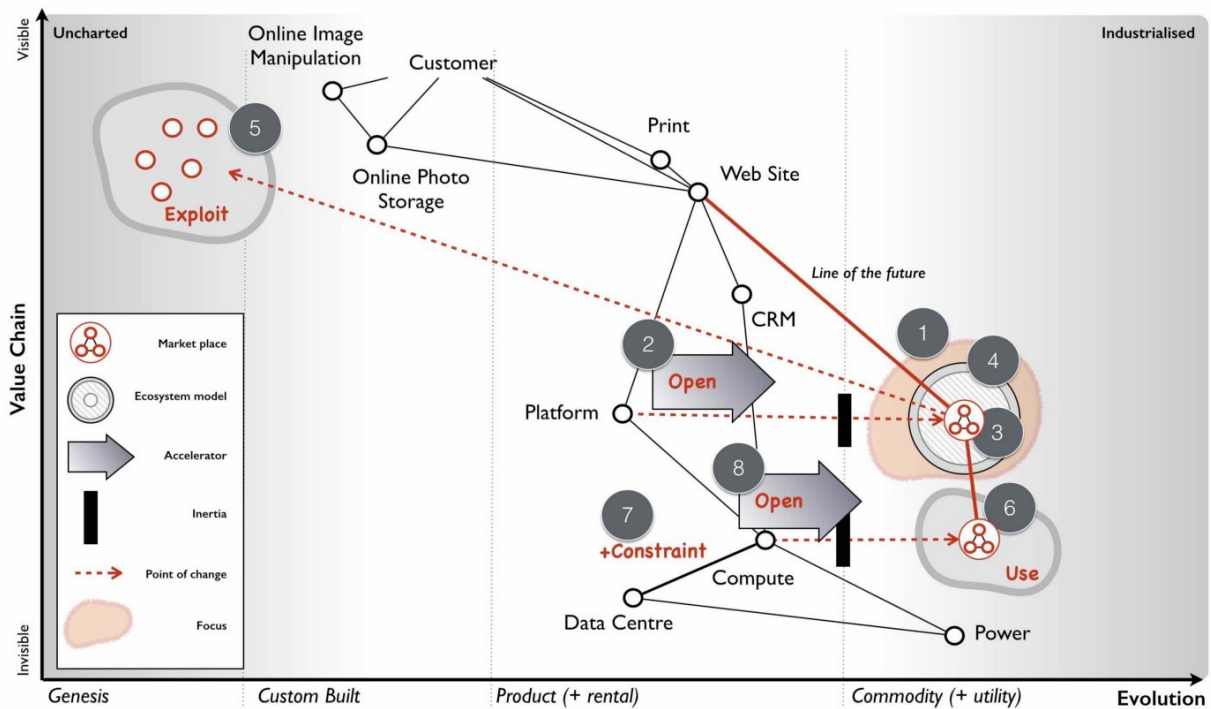 Visible
Uncharted
Online Image
Manipulation
Customer
Industrialised
5
Print
Web Site
Online Photo
Storage
Exploit
Line of the future
Value Chain
Market place
Ecosystem model
Accelerator
Inertia
Point of change
Focus
CRM
1
2
4
Open
Platform
3
8
Open
6
7
+Constraint
Compute
Use
Data Centre
Power
Invisible
Genesis
Custom Built
Product (+ rental)
Commodity (+ utility)
Evolution